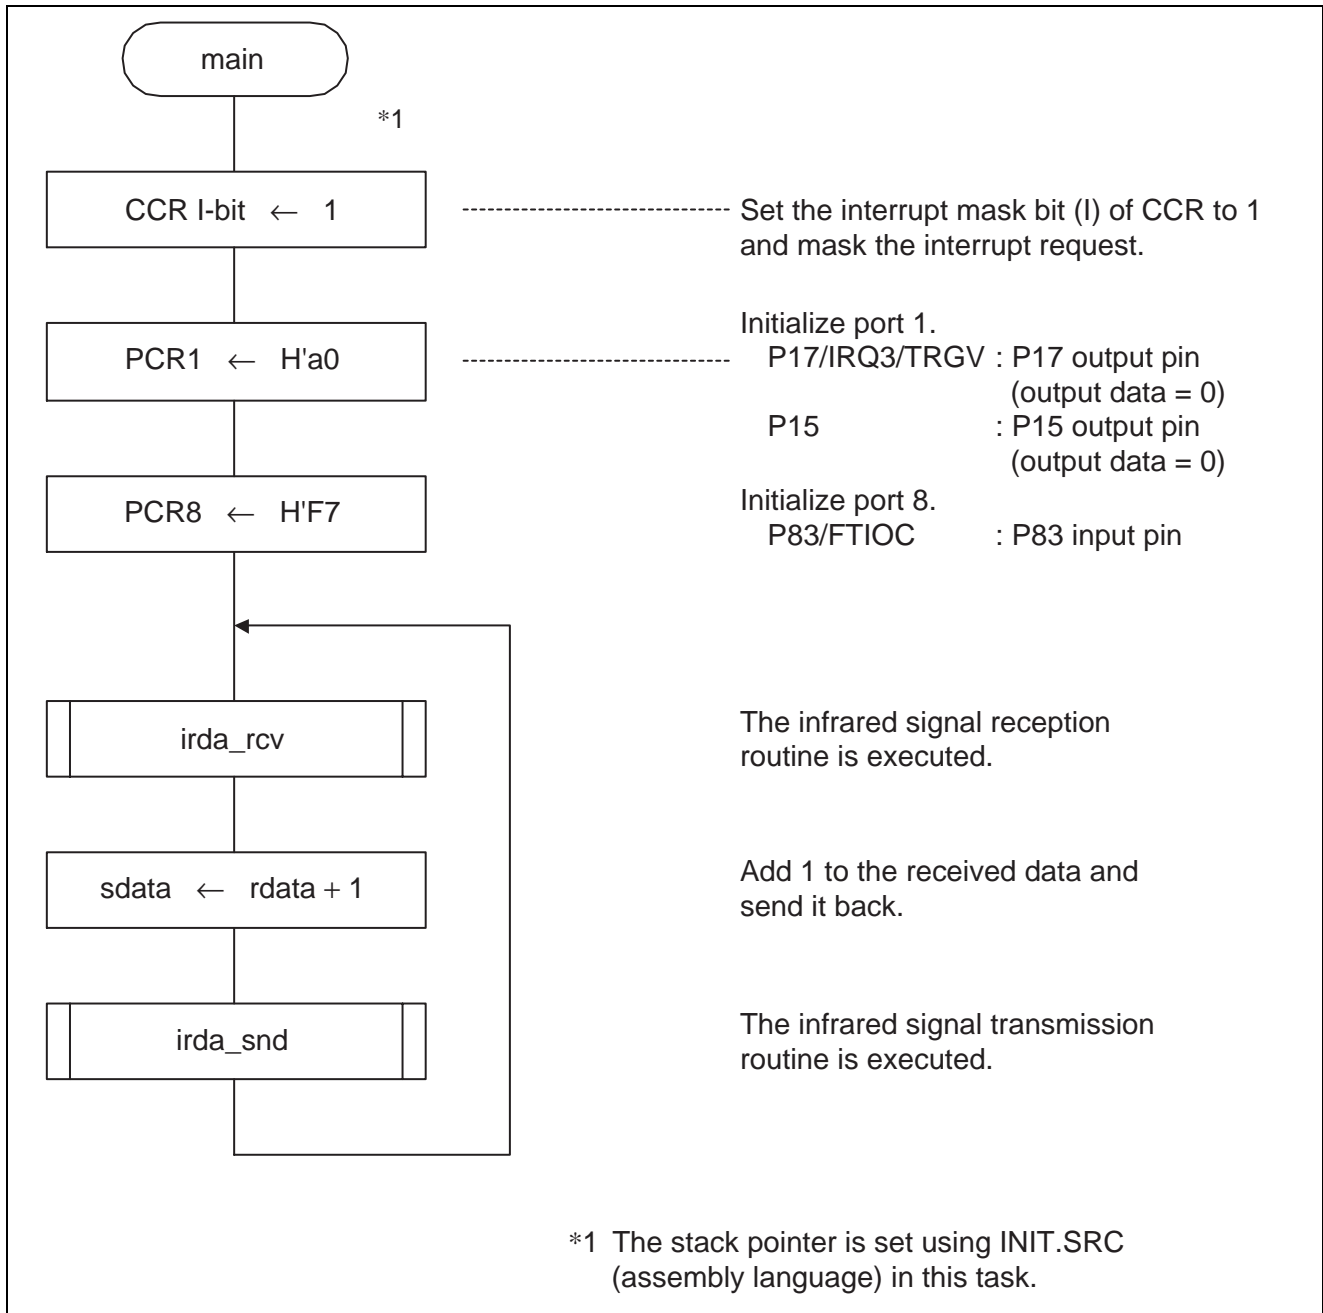 main
*1
CCR I-bit ← 1
Set the interrupt mask bit (I) of CCR to 1
and mask the interrupt request.
PCR1 ← H'a0
Initialize port 1.
P17/IRQ3/TRGV : P17 output pin
(output data = 0)
P15 : P15 output pin
(output data = 0)
PCR8 ← H'F7
Initialize port 8.
P83/FTIOC : P83 input pin
irda_rcv
The infrared signal reception
routine is executed.
sdata ← rdata + 1
Add 1 to the received data and
send it back.
irda_snd
The infrared signal transmission
routine is executed.
*1 The stack pointer is set using INIT.SRC
(assembly language) in this task.